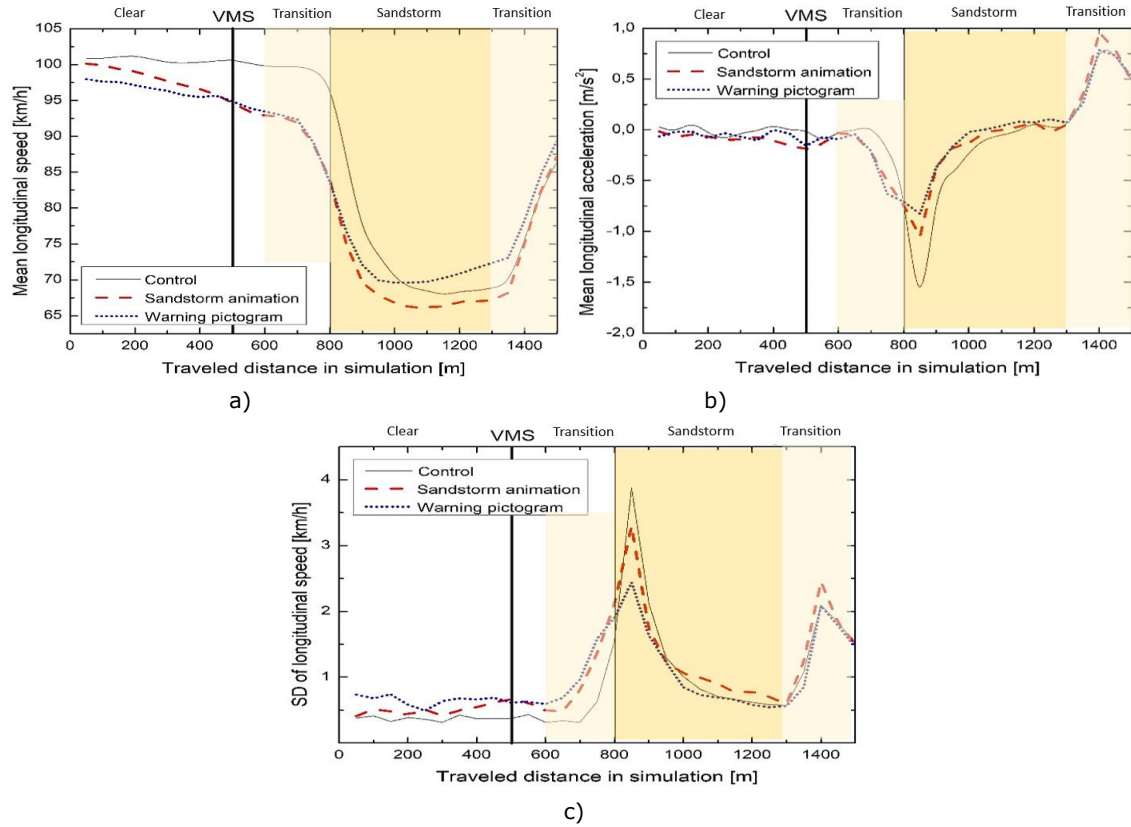 Clear VMS Transition Sandstorm Transition
Mean longitudinal speed [km/h]
105
100
95
90
85
80
75
70
65
Control
Sandstorm animation
Warning pictogram
0 200 400 600 800 1000 1200 1400
Traveled distance in simulation [m]
a)
Clear VMS Transition Sandstorm Transition
Mean longitudinal acceleration [m/s²]
1,0
0,5
0,0
-0,5
-1,0
-1,5
-2,0
Control
Sandstorm animation
Warning pictogram
0 200 400 600 800 1000 1200 1400
Traveled distance in simulation [m]
b)
Clear VMS Transition Sandstorm Transition
SD of longitudinal speed [km/h]
4
3
2
1
Control
Sandstorm animation
Warning pictogram
0 200 400 600 800 1000 1200 1400
Traveled distance in simulation [m]
c)